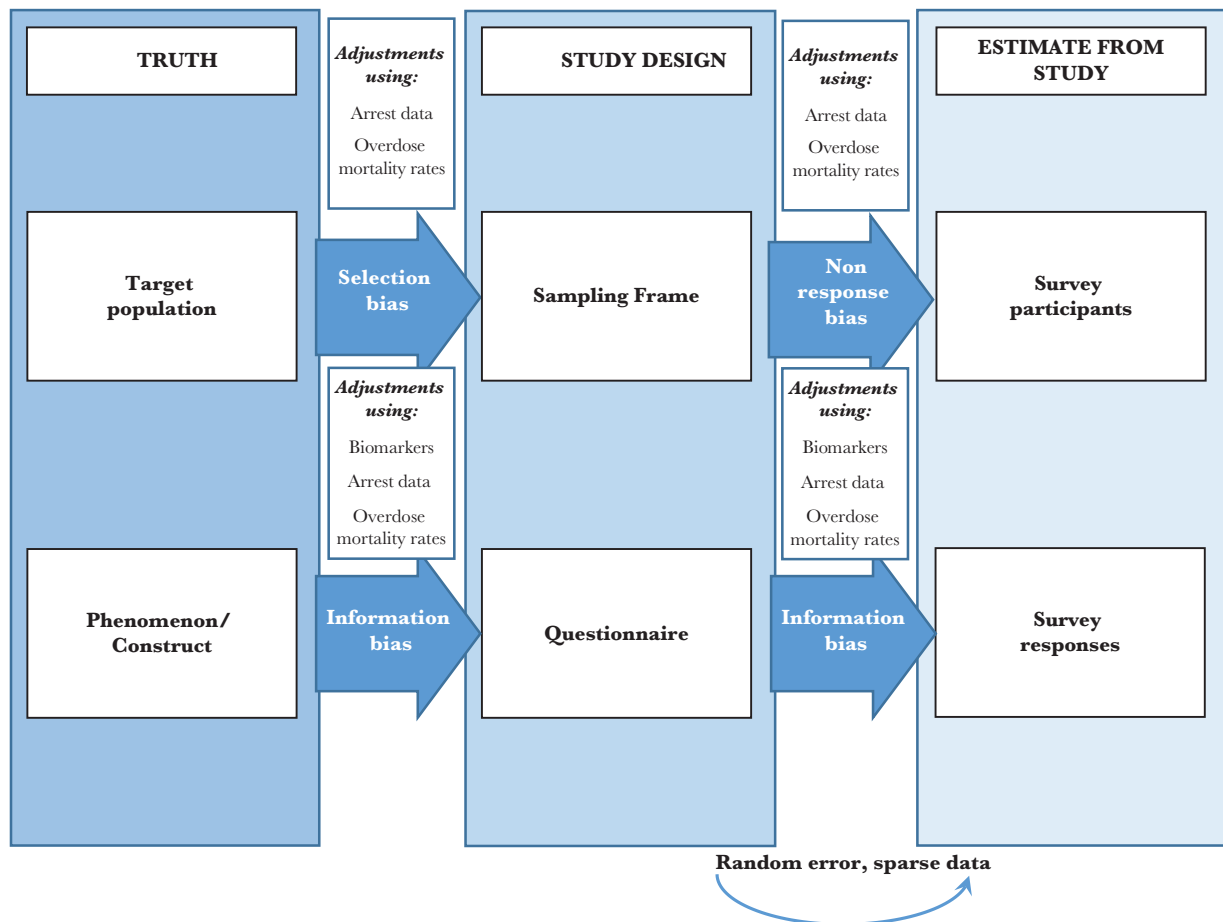 TRUTH
Adjustments
using:
Arrest data
Overdose
mortality rates
STUDY DESIGN
Adjustments
using:
Arrest data
Overdose
mortality rates
ESTIMATE FROM
STUDY
Target
population
Selection
bias
Sampling Frame
Non
response
bias
Survey
participants
Adjustments
using:
Biomarkers
Arrest data
Overdose
mortality rates
Adjustments
using:
Biomarkers
Arrest data
Overdose
mortality rates
Phenomenon/
Construct
Information
bias
Questionnaire
Information
bias
Survey
responses
Random error, sparse data